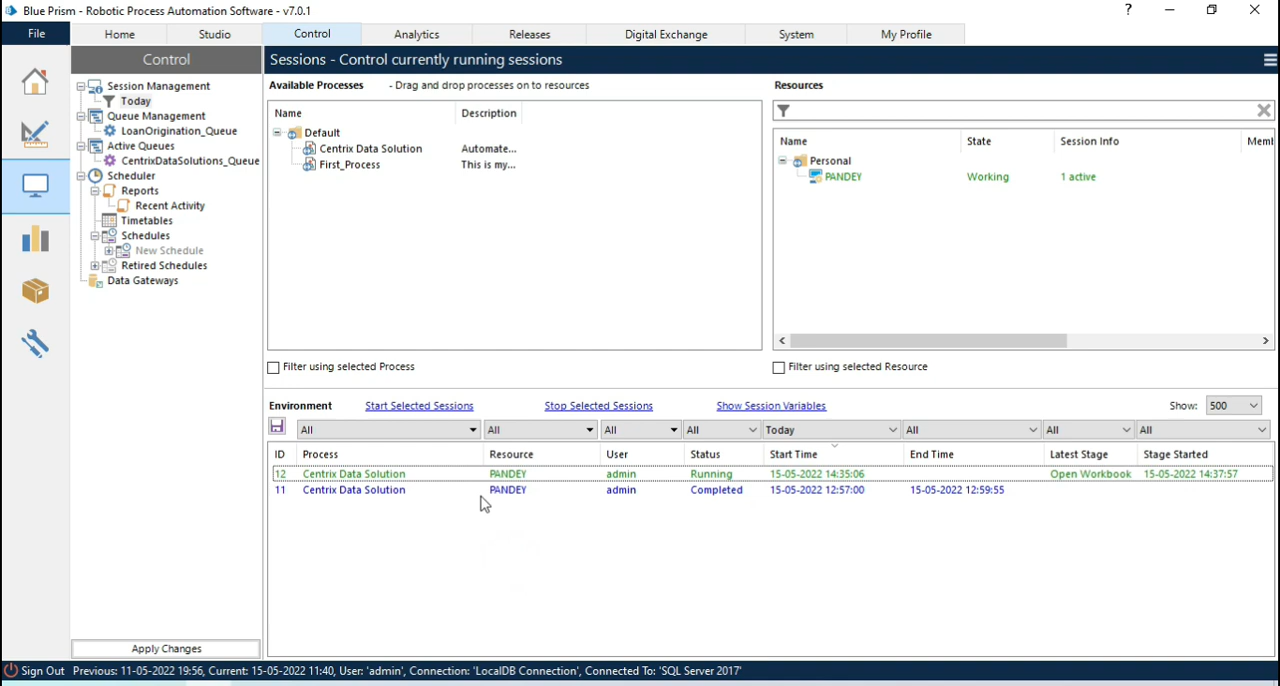 Blue Prism - Robotic Process Automation Software - v7.0.1
?
File Home Studio Control Analytics Releases Digital Exchange System My Profile
Control
Session Management
Today
Queue Management
LoanOrigination_Queue
Active Queues
CentrixDataSolutions_Queue
Scheduler
Reports
Recent Activity
Timetables
Schedules
New Schedule
Retired Schedules
Data Gateways
Apply Changes
Sessions - Control currently running sessions
Available Processes - Drag and drop processes on to resources
Name Description
Default
Centrix Data Solution Automate...
First_Process This is my...
Filter using selected Process
Resources
Name State Session Info Meml
Personal
PANDEY Working 1 active
Filter using selected Resource
Environment Start Selected Sessions Stop Selected Sessions Show Session Variables Show: 500
All All All All Today All All All
ID Process Resource User Status Start Time End Time Latest Stage Stage Started
12 Centrix Data Solution PANDEY admin Running 15-05-2022 14:35:06 Open Workbook 15-05-2022 14:37:57
11 Centrix Data Solution PANDEY admin Completed 15-05-2022 12:57:00 15-05-2022 12:59:55
Sign Out Previous: 11-05-2022 19:56, Current: 15-05-2022 11:40, User: 'admin', Connection: 'LocalDB Connection', Connected To: 'SQL Server 2017'